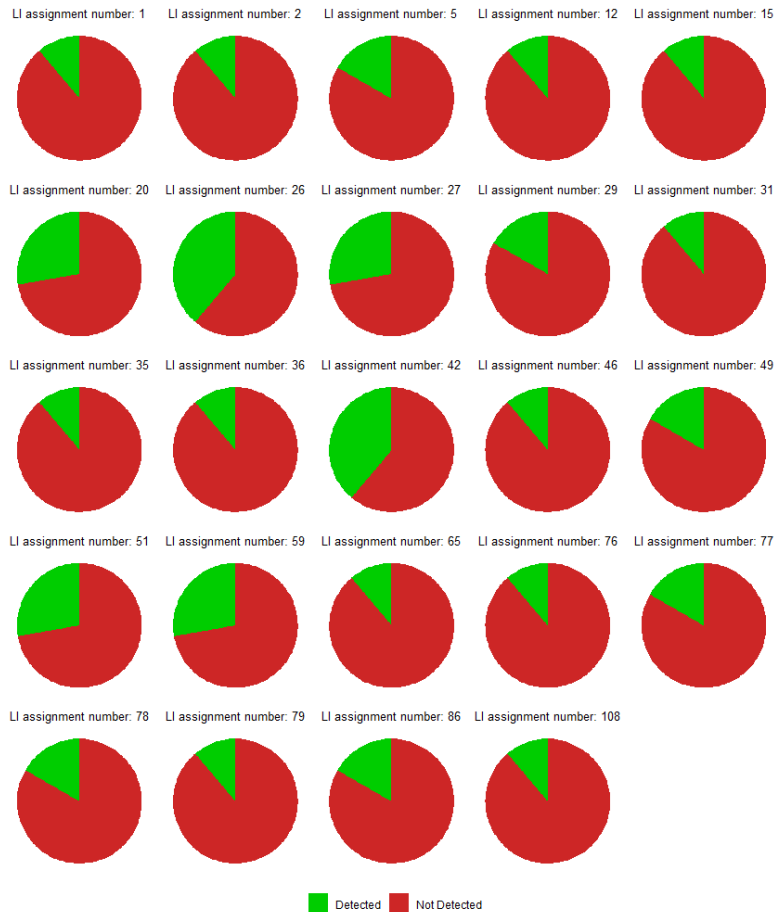 LI assignment number: 1
LI assignment number: 2
LI assignment number: 5
LI assignment number: 12
LI assignment number: 15
LI assignment number: 20
LI assignment number: 26
LI assignment number: 27
LI assignment number: 29
LI assignment number: 31
LI assignment number: 35
LI assignment number: 36
LI assignment number: 42
LI assignment number: 46
LI assignment number: 49
LI assignment number: 51
LI assignment number: 59
LI assignment number: 65
LI assignment number: 76
LI assignment number: 77
LI assignment number: 78
LI assignment number: 79
LI assignment number: 86
LI assignment number: 108
Detected
Not Detected